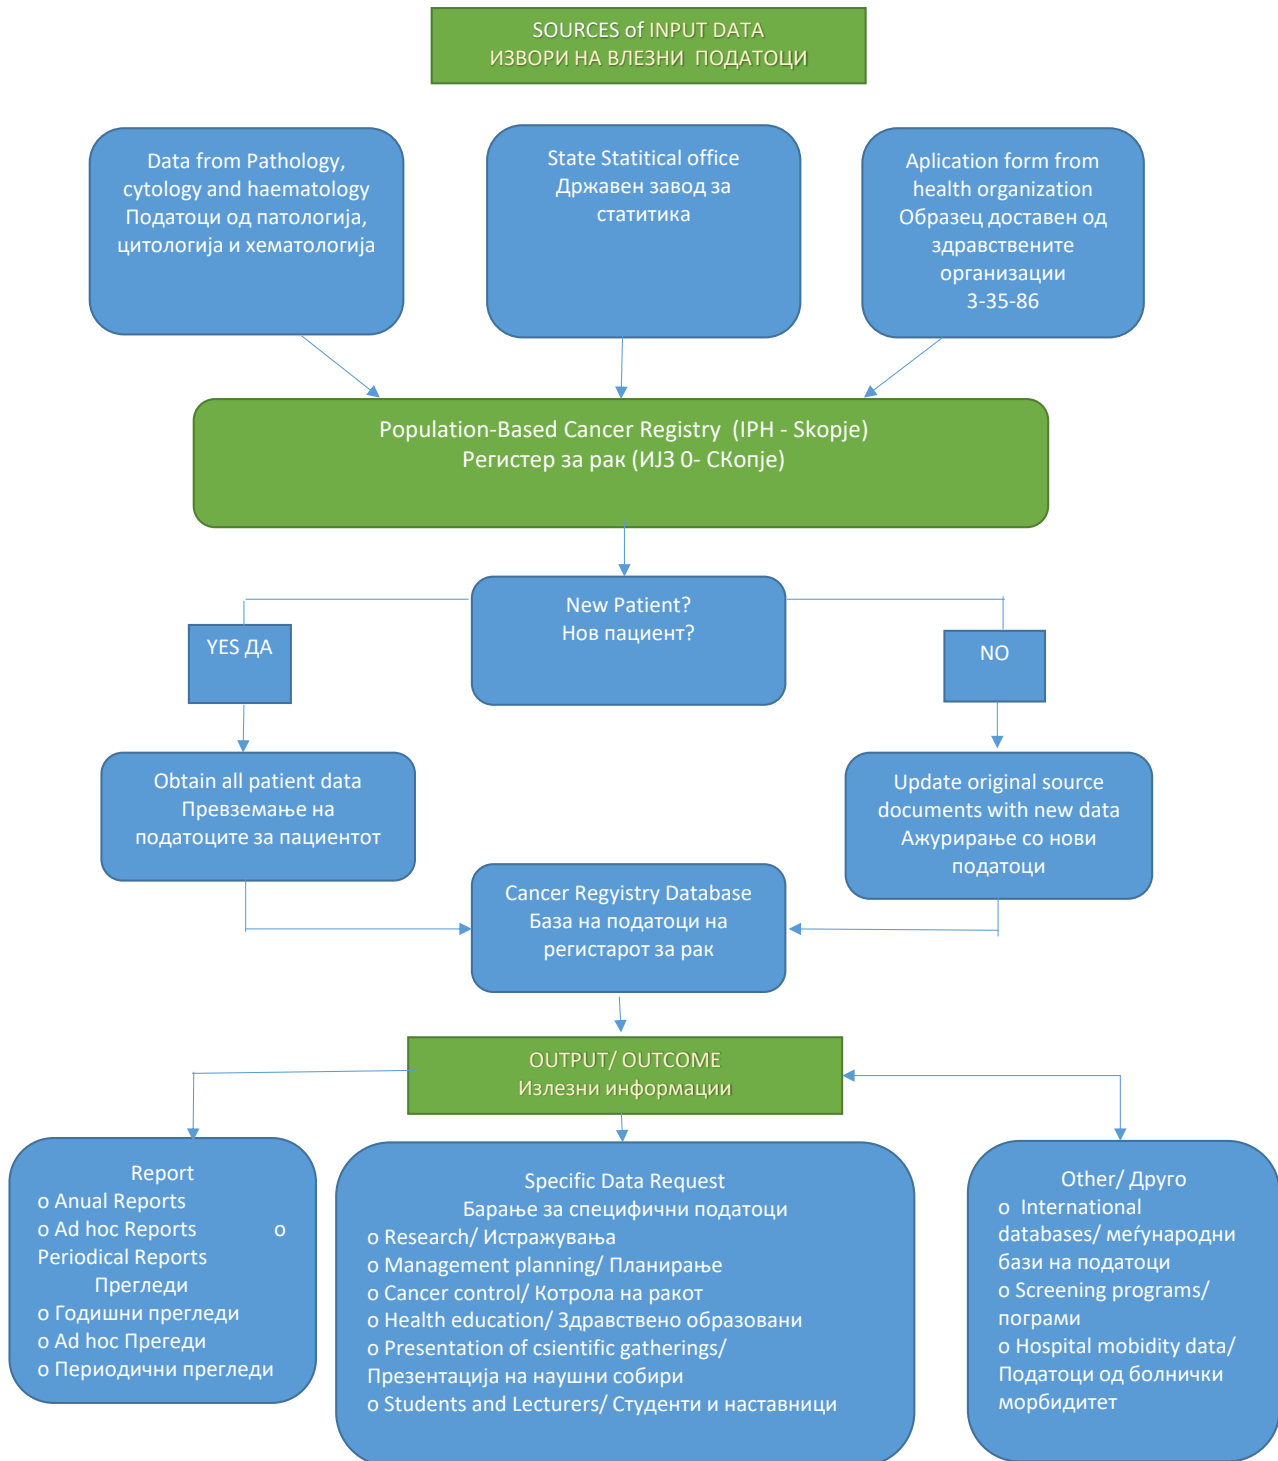 SOURCES of INPUT DATA
ИЗВОРИ НА ВЛЕЗНИ ПОДАТОЦИ
Data from Pathology,
cytology and haematology
Податоци од патологија,
цитологија и хематологија
State Statitical office
Државен завод за
статитика
Aplication form from
health organization
Образец доставен од
здравствените
организации
3-35-86
Population-Based Cancer Registry (IPH - Skopje)
Регистер за рак (ИЈЗ 0- СКопје)
New Patient?
Нов пациент?
YES ДА
NO
Obtain all patient data
Превземање на
податоците за пациентот
Update original source
documents with new data
Ажурирање со нови
податоци
Cancer Regyistry Database
База на податоци на
регистарот за рак
OUTPUT/ OUTCOME
Излезни информации
Report
o Anual Reports
o Ad hoc Reports o
Periodical Reports
Прегледи
o Годишни прегледи
o Ad hoc Прегеди
o Периодични прегледи
Specific Data Request
Барање за специфични податоци
o Research/ Истражувања
o Management planning/ Планирање
o Cancer control/ Котрола на ракот
o Health education/ Здравствено образовани
o Presentation of csientific gatherings/
Презентација на наушни собири
o Students and Lecturers/ Студенти и наставници
Other/ Друго
o International
databases/ меѓународни
бази на податоци
o Screening programs/
пограми
o Hospital mobidity data/
Податоци од болнички
морбидитет